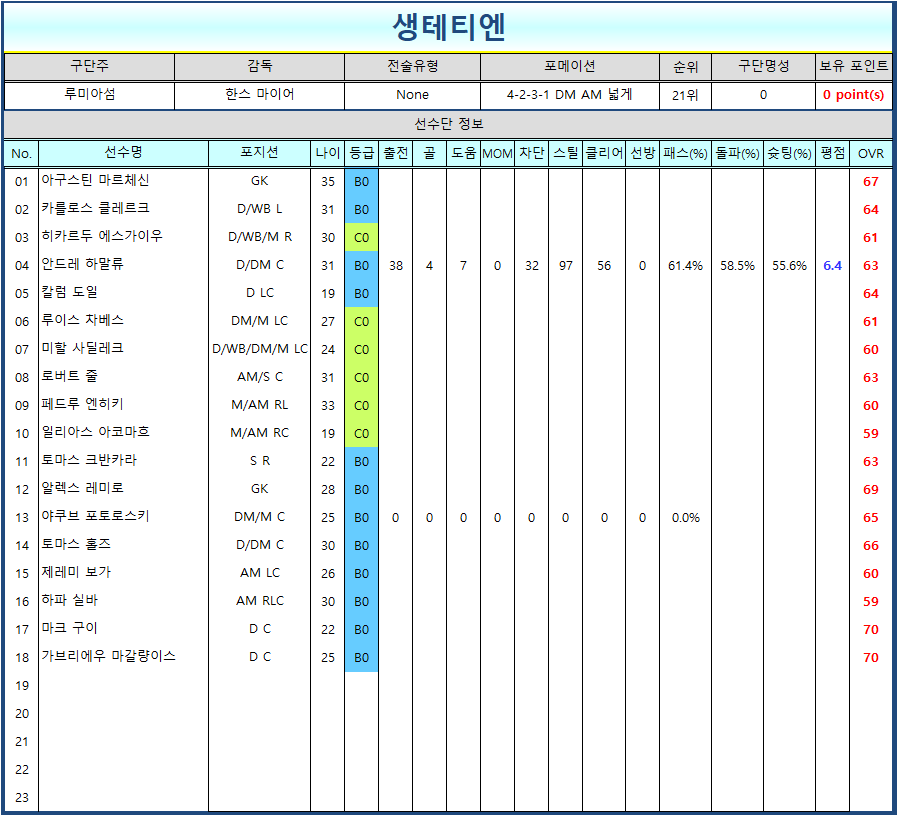 생테티엔
구단주 감독 전술유형 포메이션 순위 구단명성 보유 포인트
루미아섬 한스 마이어 None 4-2-3-1 DM AM 넓게 21위 0 0 point(s)
선수단 정보
No. 선수명 포지션 나이 등급 출전 골 도움 MOM 차단 스틸 클리어 선방 패스(%) 돌파(%) 슛팅(%) 평점 OVR
01 아구스틴 마르체신 GK 35 B0 67
02 카를로스 클레르크 D/WB L 31 B0 64
03 히카르두 에스가이우 D/WB/M R 30 C0 61
04 안드레 하말류 D/DM C 31 B0 38 4 7 0 32 97 56 0 61.4% 58.5% 55.6% 6.4 63
05 칼럼 도일 D LC 19 B0 64
06 루이스 차베스 DM/M LC 27 C0 61
07 미할 사딜레크 D/WB/DM/M LC 24 C0 60
08 로버트 줄 AM/S C 31 C0 63
09 페드루 엔히키 M/AM RL 33 C0 60
10 일리아스 아코마흐 M/AM RC 19 C0 59
11 토마스 크반카라 S R 22 B0 63
12 알렉스 레미로 GK 28 B0 69
13 야쿠브 포토로스키 DM/M C 25 B0 0 0 0 0 0 0 0 0 0.0% 65
14 토마스 홀즈 D/DM C 30 B0 66
15 제레미 보가 AM LC 26 B0 60
16 하파 실바 AM RLC 30 B0 59
17 마크 구이 D C 22 B0 70
18 가브리에우 마갈량이스 D C 25 B0 70
19
20
21
22
23